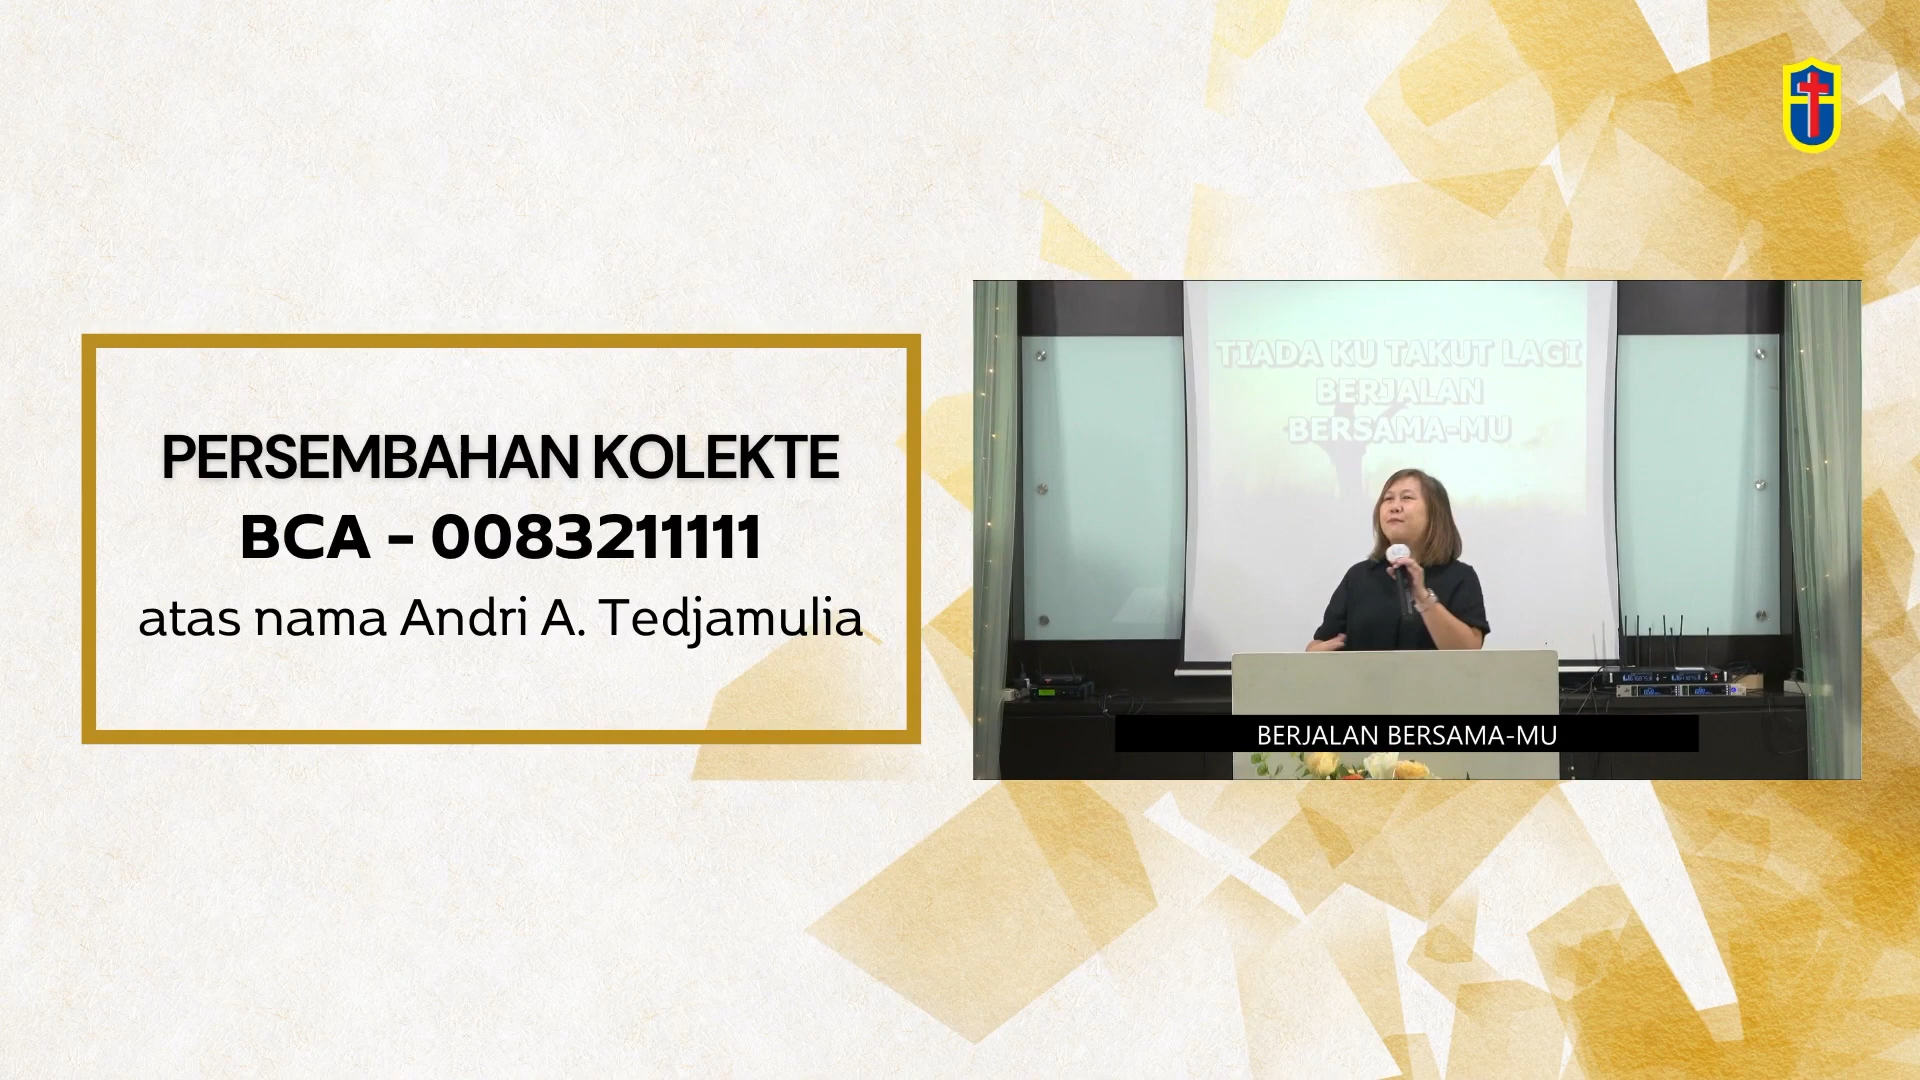 PERSEMBAHAN KOLEKTE
BCA - 0083211111
atas nama Andri A. Tedjamulia
TIADA KU TAKUT LAGI
BERJALAN
BERSAMA-MU
BERJALAN BERSAMA-MU